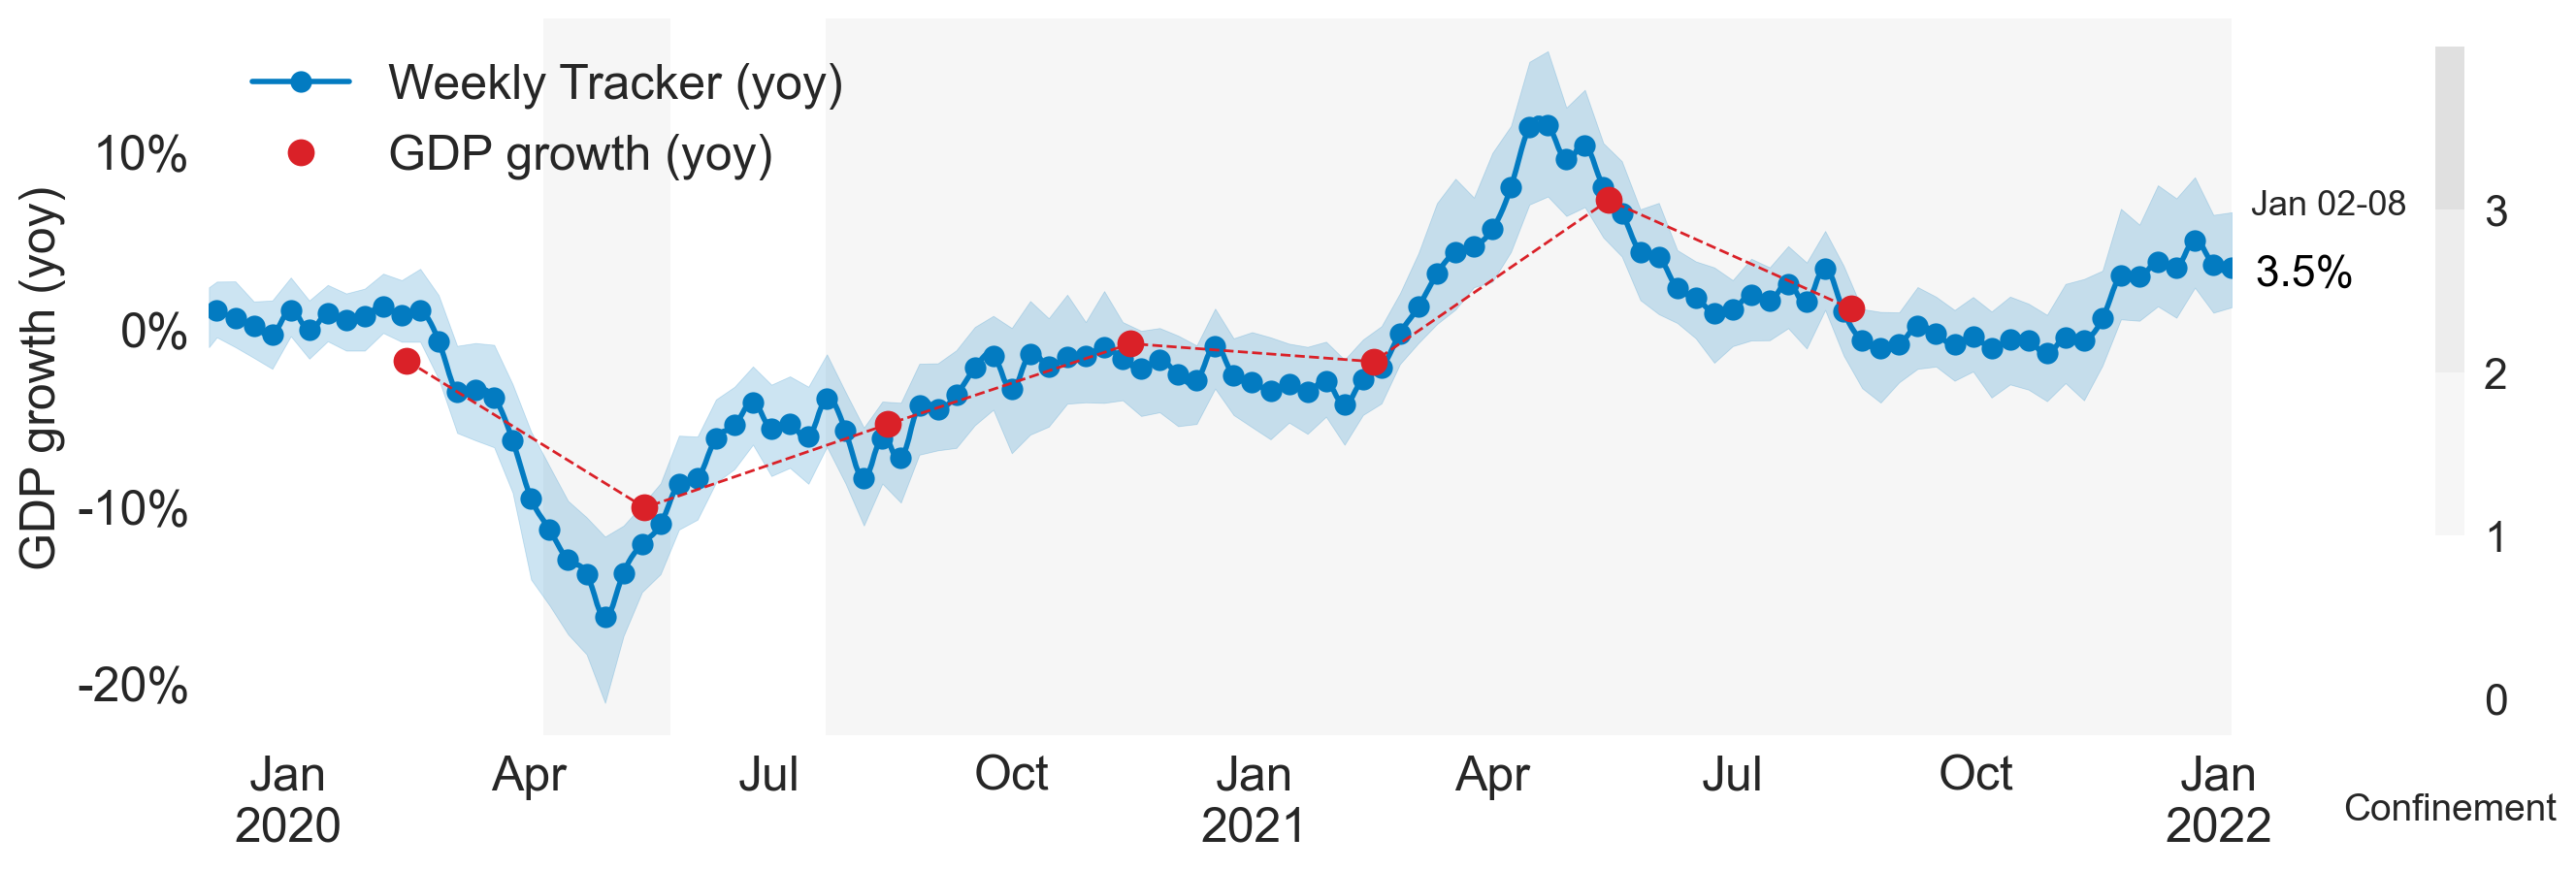 Weekly Tracker (yoy)
GDP growth (yoy)
GDP growth (yoy)
10%
0%
-10%
-20%
Jan
2020
Apr
Jul
Oct
Jan
2021
Apr
Jul
Oct
Jan
2022
Jan 02-08
3.5%
3
2
1
0
Confinement